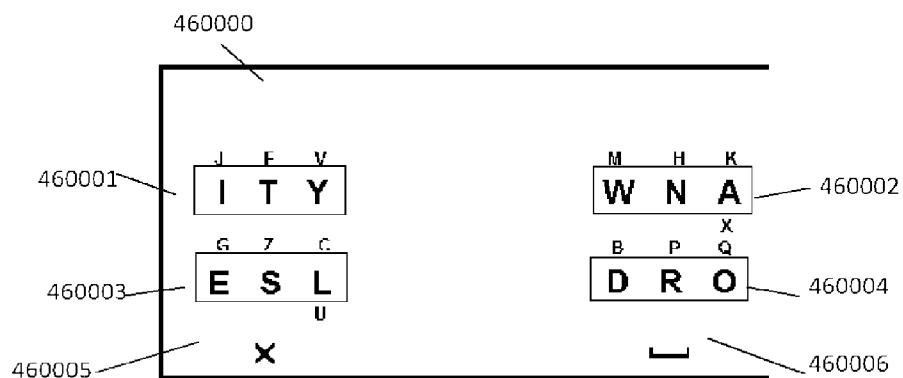 460000
J F V M H K
460001 I T Y W N A 460002
X
G Z C B P Q
460003 E S L D R O 460004
U
460005 × 460006